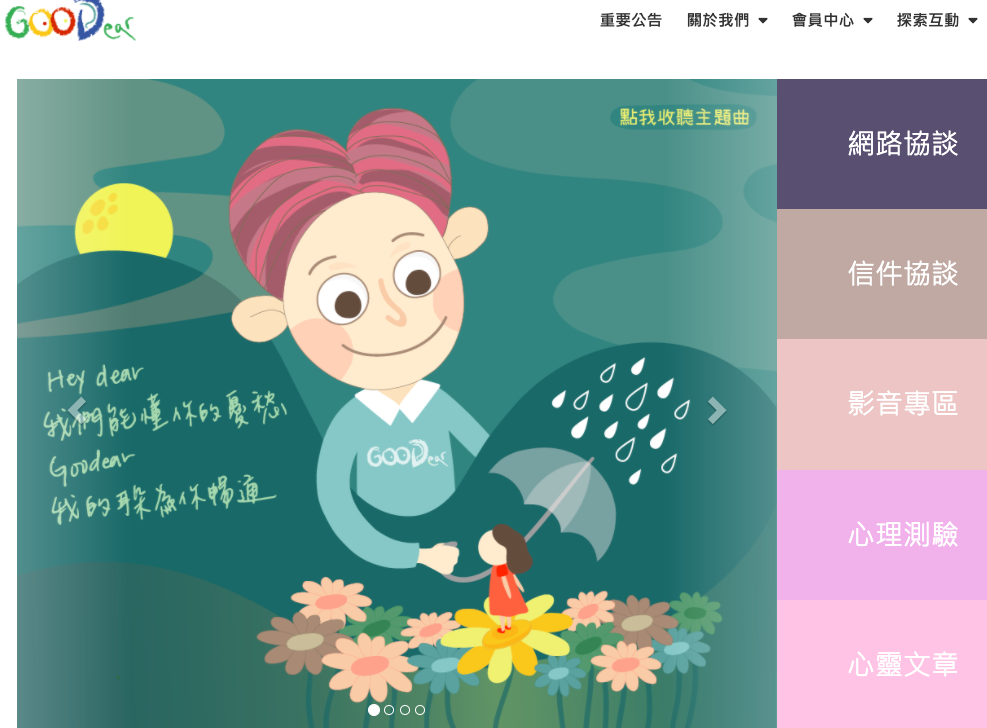 GOODear
重要公告 關於我們 會員中心 探索互動
點我收聽主題曲
Hey dear
我們能懂你的憂愁
Goodear
我的耳朵為你暢通
GOODear
網路協談
信件協談
影音專區
心理測驗
心靈文章